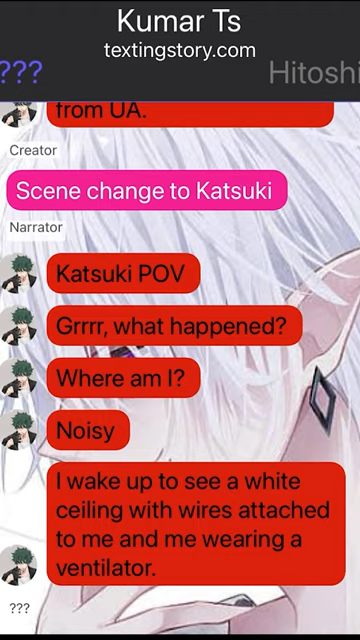 Kumar Ts
textingstory.com
??? Hitoshi
from UA.
Creator
Scene change to Katsuki
Narrator
Katsuki POV
Grrrr, what happened?
Where am I?
Noisy
I wake up to see a white
ceiling with wires attached
to me and me wearing a
ventilator.
???